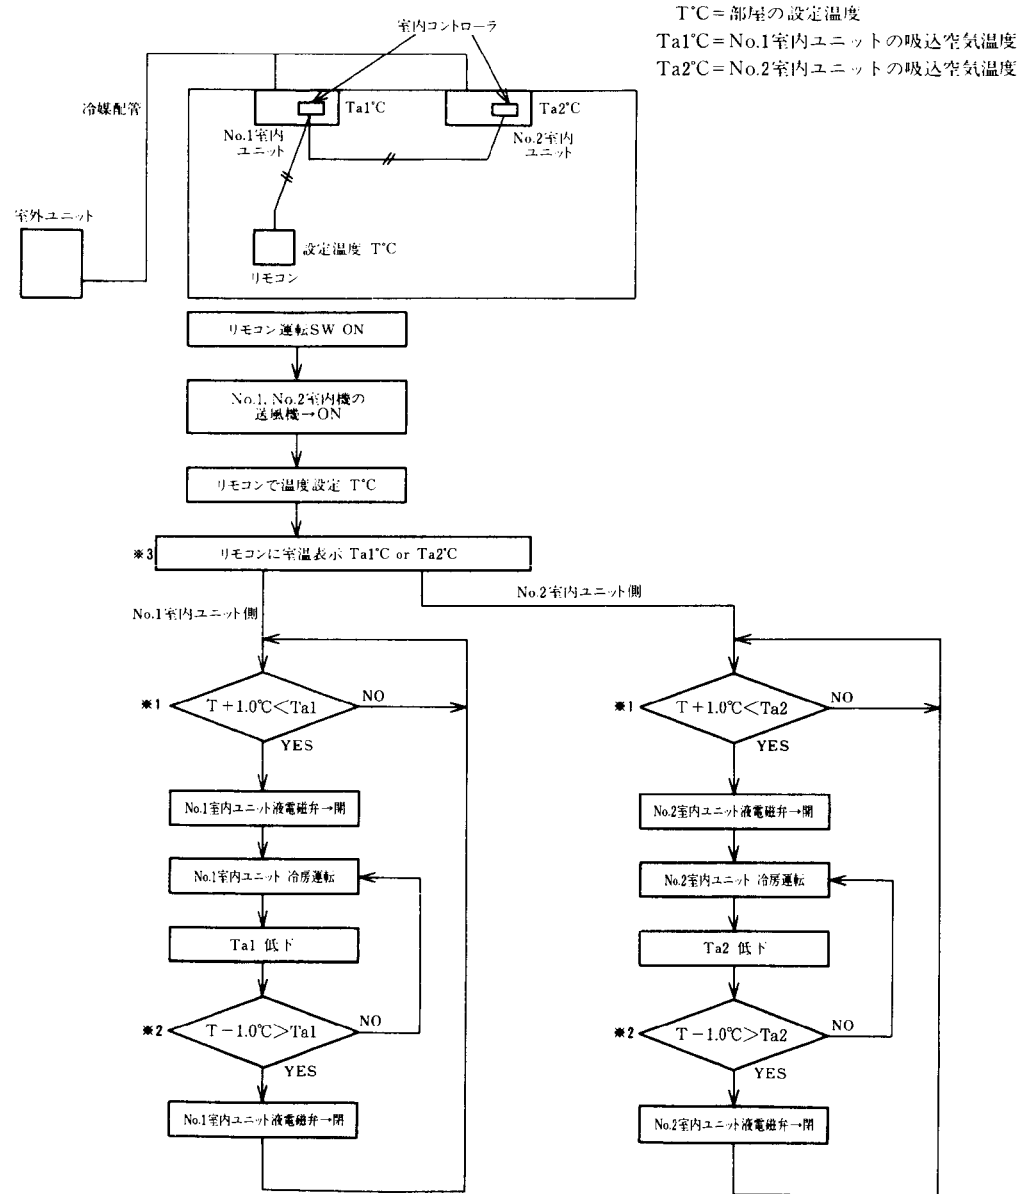 T℃＝部屋の設定温度
Ta1℃＝No.1室内ユニットの吸込空気温度
Ta2℃＝No.2室内ユニットの吸込空気温度
室内コントローラ
冷媒配管
Ta1℃
Ta2℃
No.1室内
ユニット
No.2室内
ユニット
室外ユニット
設定温度 T℃
リモコン
リモコン運転SW ON
No.1, No.2室内機の
送風機→ON
リモコンで温度設定 T℃
※3
リモコンに室温表示 Ta1℃ or Ta2℃
No.1室内ユニット側
No.2室内ユニット側
※1
T＋1.0℃＜Ta1
NO
YES
No.1室内ユニット液電磁弁→開
No.1室内ユニット 冷房運転
Ta1 低下
※2
T－1.0℃＞Ta1
NO
YES
No.1室内ユニット液電磁弁→閉
※1
T＋1.0℃＜Ta2
NO
YES
No.2室内ユニット液電磁弁→開
No.2室内ユニット 冷房運転
Ta2 低下
※2
T－1.0℃＞Ta2
NO
YES
No.2室内ユニット液電磁弁→閉